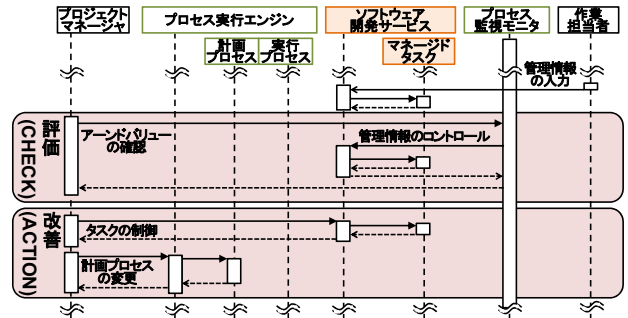 プロジェクト
マネージャ
プロセス実行エンジン
計画
プロセス
実行
プロセス
ソフトウェア
開発サービス
マネージド
タスク
プロセス
監視モニタ
作業
担当者
管理情報
の入力
評価
(CHECK)
アーンドバリュー
の確認
管理情報のコントロール
改善
(ACTION)
タスクの制御
計画プロセス
の変更